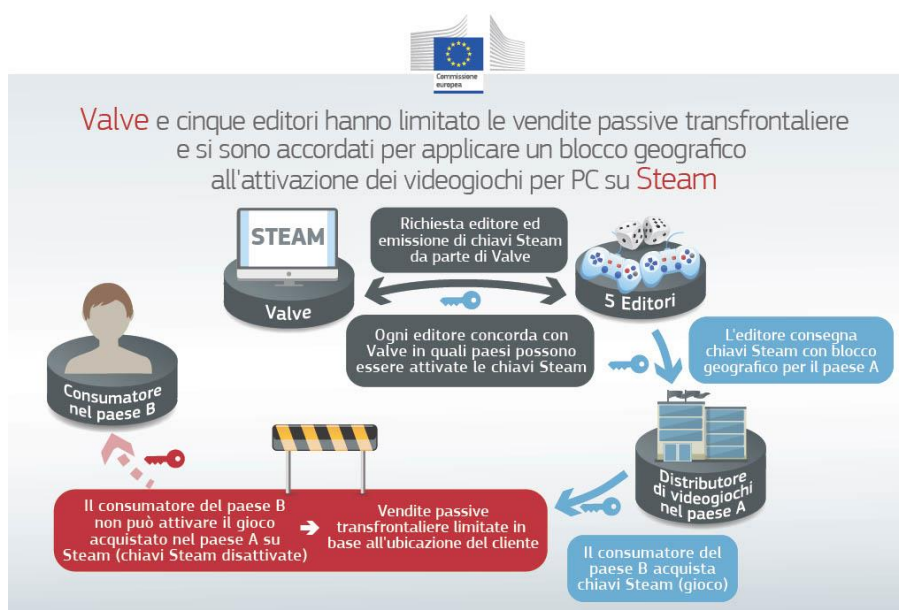 Commissione
europea
Valve e cinque editori hanno limitato le vendite passive transfrontaliere
e si sono accordati per applicare un blocco geografico
all'attivazione dei videogiochi per PC su Steam
STEAM
Valve
Richiesta editore ed
emissione di chiavi Steam
da parte di Valve
5 Editori
Ogni editore concorda con
Valve in quali paesi possono
essere attivate le chiavi Steam
L'editore consegna
chiavi Steam con blocco
geografico per il paese A
Consumatore
nel paese B
Distributore
di videogiochi
nel paese A
Il consumatore del paese B
non può attivare il gioco
acquistato nel paese A su
Steam (chiavi Steam disattivate)
Vendite passive
transfrontaliere limitate in
base all'ubicazione del cliente
Il consumatore del
paese B acquista
chiavi Steam (gioco)